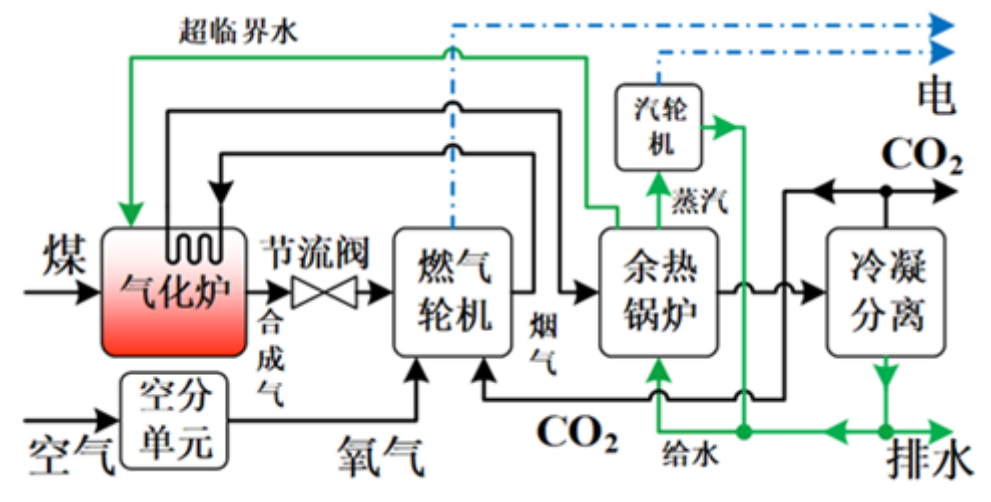 超临界水
电
汽轮
机
CO₂
蒸汽
煤
气化炉
节流阀
燃气
轮机
余热
锅炉
冷凝
分离
合
成
气
烟
气
空分
单元
空气
氧气
CO₂
给水
排水